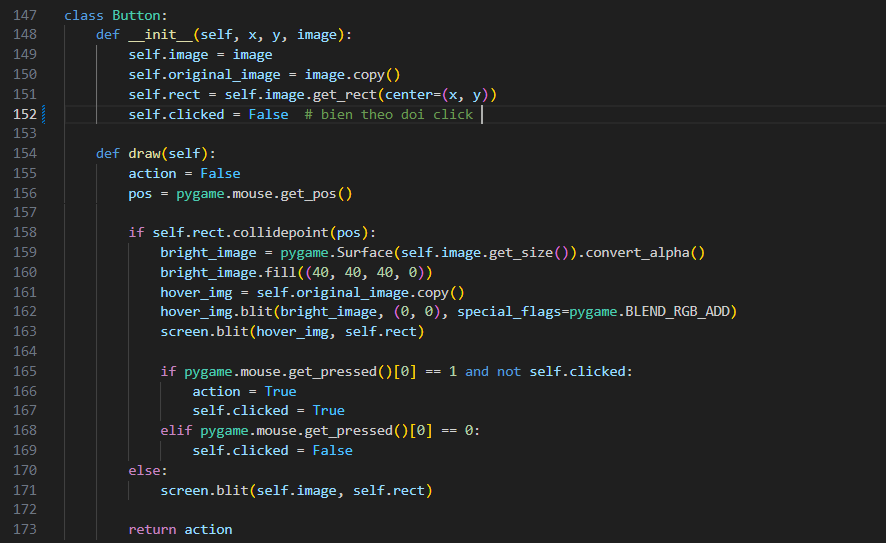 147 class Button:
148     def __init__(self, x, y, image):
149         self.image = image
150         self.original_image = image.copy()
151         self.rect = self.image.get_rect(center=(x, y))
152         self.clicked = False  # bien theo doi click
153
154     def draw(self):
155         action = False
156         pos = pygame.mouse.get_pos()
157
158         if self.rect.collidepoint(pos):
159             bright_image = pygame.Surface(self.image.get_size()).convert_alpha()
160             bright_image.fill((40, 40, 40, 0))
161             hover_img = self.original_image.copy()
162             hover_img.blit(bright_image, (0, 0), special_flags=pygame.BLEND_RGB_ADD)
163             screen.blit(hover_img, self.rect)
164
165             if pygame.mouse.get_pressed()[0] == 1 and not self.clicked:
166                 action = True
167                 self.clicked = True
168             elif pygame.mouse.get_pressed()[0] == 0:
169                 self.clicked = False
170         else:
171             screen.blit(self.image, self.rect)
172
173         return action